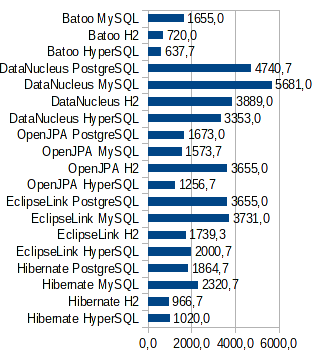 Batoo MySQL 1655,0
Batoo H2 720,0
Batoo HyperSQL 637,7
DataNucleus PostgreSQL 4740,7
DataNucleus MySQL 5681,0
DataNucleus H2 3889,0
DataNucleus HyperSQL 3353,0
OpenJPA PostgreSQL 1673,0
OpenJPA MySQL 1573,7
OpenJPA H2 3655,0
OpenJPA HyperSQL 1256,7
EclipseLink PostgreSQL 3655,0
EclipseLink MySQL 3731,0
EclipseLink H2 1739,3
EclipseLink HyperSQL 2000,7
Hibernate PostgreSQL 1864,7
Hibernate MySQL 2320,7
Hibernate H2 966,7
Hibernate HyperSQL 1020,0
0,0 2000,0 4000,0 6000,0